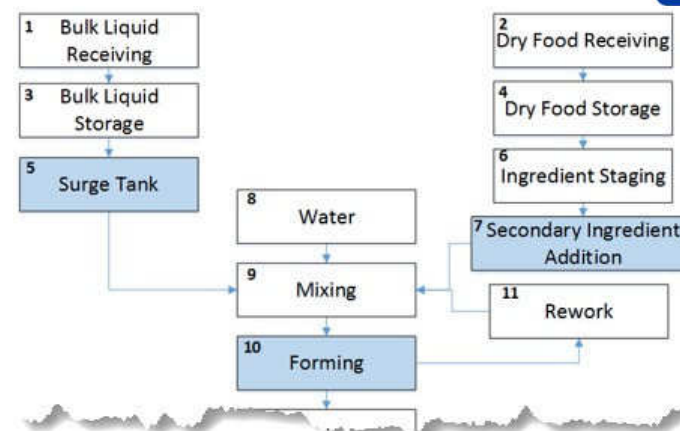 1 Bulk Liquid
Receiving
2 Dry Food Receiving
3 Bulk Liquid
Storage
4 Dry Food Storage
5 Surge Tank
6 Ingredient Staging
7 Secondary Ingredient
Addition
8 Water
9 Mixing
11 Rework
10 Forming